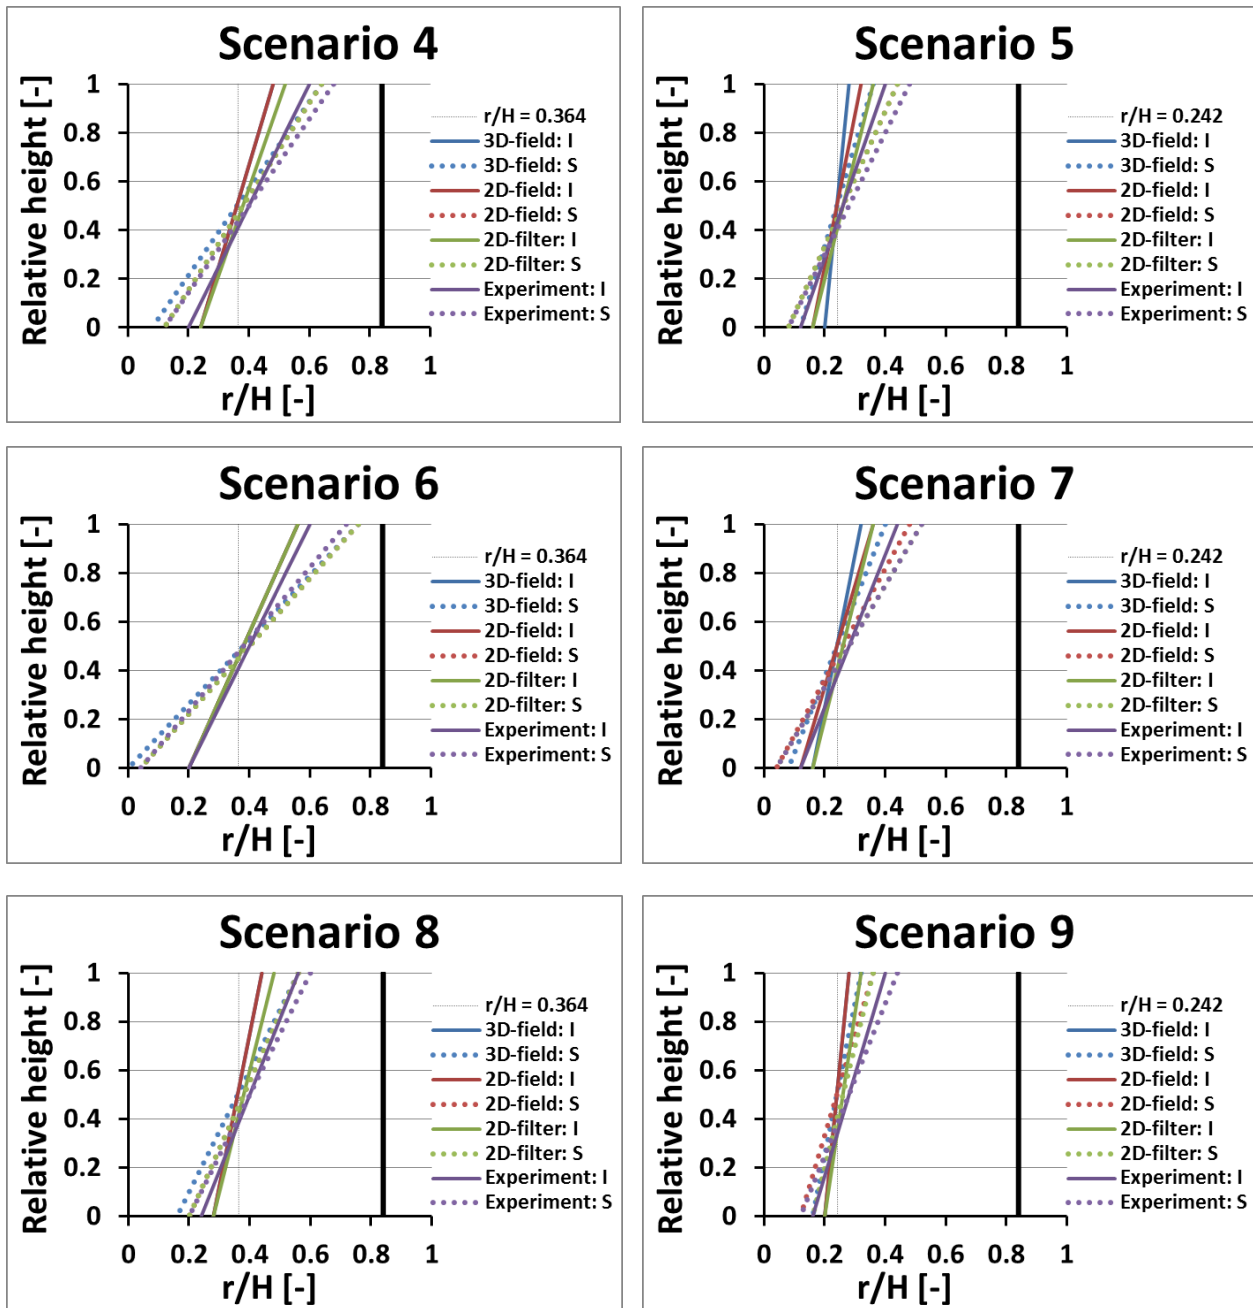 Scenario 4
Relative height [-]
1
0.8
0.6
0.4
0.2
0
0 0.2 0.4 0.6 0.8 1
r/H [-]
r/H = 0.364
3D-field: I
3D-field: S
2D-field: I
2D-field: S
2D-filter: I
2D-filter: S
Experiment: I
Experiment: S
Scenario 5
Relative height [-]
1
0.8
0.6
0.4
0.2
0
0 0.2 0.4 0.6 0.8 1
r/H [-]
r/H = 0.242
3D-field: I
3D-field: S
2D-field: I
2D-field: S
2D-filter: I
2D-filter: S
Experiment: I
Experiment: S
Scenario 6
Relative height [-]
1
0.8
0.6
0.4
0.2
0
0 0.2 0.4 0.6 0.8 1
r/H [-]
r/H = 0.364
3D-field: I
3D-field: S
2D-field: I
2D-field: S
2D-filter: I
2D-filter: S
Experiment: I
Experiment: S
Scenario 7
Relative height [-]
1
0.8
0.6
0.4
0.2
0
0 0.2 0.4 0.6 0.8 1
r/H [-]
r/H = 0.242
3D-field: I
3D-field: S
2D-field: I
2D-field: S
2D-filter: I
2D-filter: S
Experiment: I
Experiment: S
Scenario 8
Relative height [-]
1
0.8
0.6
0.4
0.2
0
0 0.2 0.4 0.6 0.8 1
r/H [-]
r/H = 0.364
3D-field: I
3D-field: S
2D-field: I
2D-field: S
2D-filter: I
2D-filter: S
Experiment: I
Experiment: S
Scenario 9
Relative height [-]
1
0.8
0.6
0.4
0.2
0
0 0.2 0.4 0.6 0.8 1
r/H [-]
r/H = 0.242
3D-field: I
3D-field: S
2D-field: I
2D-field: S
2D-filter: I
2D-filter: S
Experiment: I
Experiment: S